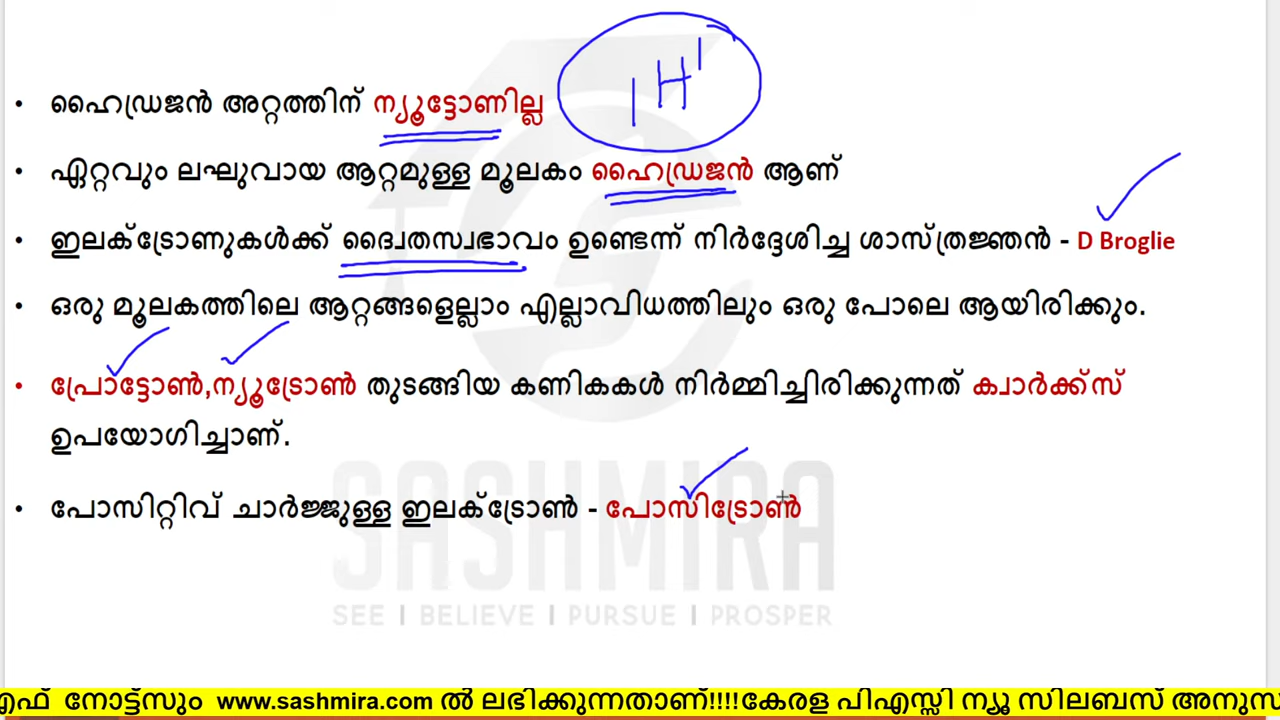 1 H 1
• ഹൈഡ്രജൻ അറ്റത്തിന് ന്യൂട്ടോണില്ല
• ഏറ്റവും ലഘുവായ ആറ്റമുള്ള മൂലകം ഹൈഡ്രജൻ ആണ്
• ഇലക്ട്രോണുകൾക്ക് ദ്വൈതസ്വഭാവം ഉണ്ടെന്ന് നിർദ്ദേശിച്ച ശാസ്ത്രജ്ഞൻ - D Broglie
• ഒരു മൂലകത്തിലെ ആറ്റങ്ങളെല്ലാം എല്ലാവിധത്തിലും ഒരു പോലെ ആയിരിക്കും.
• പ്രോട്ടോൺ,ന്യൂട്രോൺ തുടങ്ങിയ കണികകൾ നിർമ്മിച്ചിരിക്കുന്നത് ക്വാർക്ക്സ്
ഉപയോഗിച്ചാണ്.
• പോസിറ്റിവ് ചാർജ്ജുള്ള ഇലക്ട്രോൺ - പോസിട്രോൺ
SASHMIRA
SEE | BELIEVE | PURSUE | PROSPER
എഫ് നോട്ട്സും www.sashmira.com ൽ ലഭിക്കുന്നതാണ്!!!!കേരള പിഎസ്സി ന്യൂ സിലബസ് അനുസ